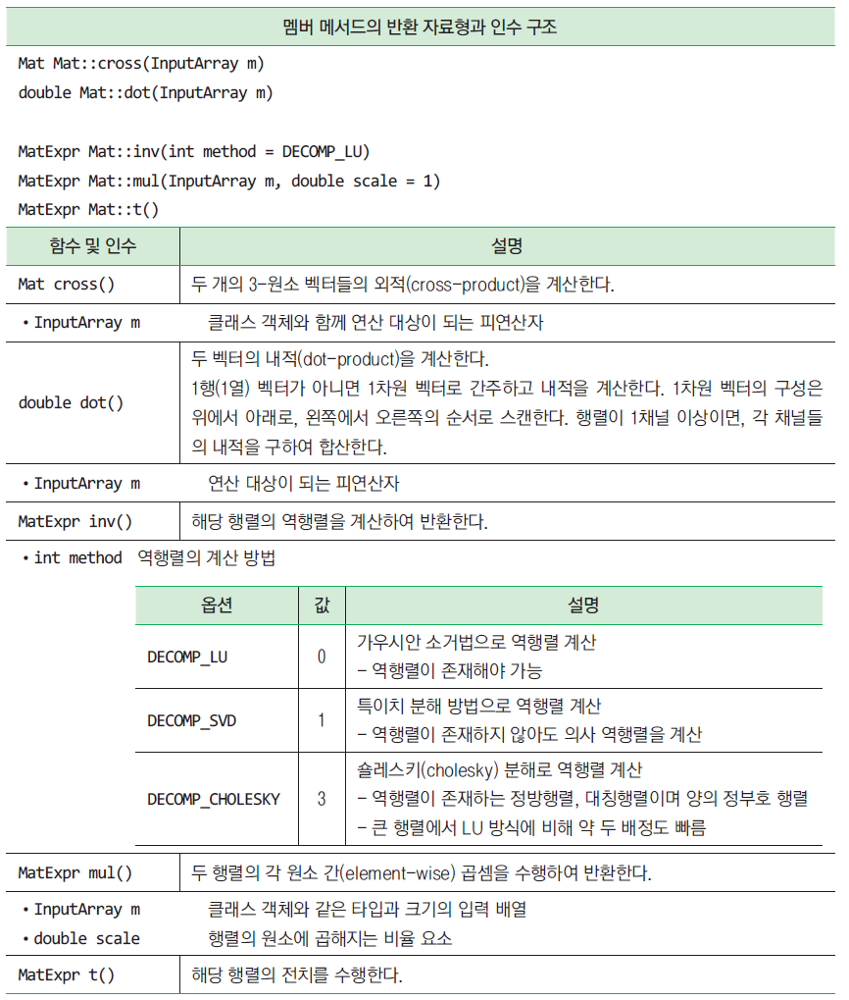 멤버 메서드의 반환 자료형과 인수 구조
Mat Mat::cross(InputArray m)
double Mat::dot(InputArray m)
MatExpr Mat::inv(int method = DECOMP_LU)
MatExpr Mat::mul(InputArray m, double scale = 1)
MatExpr Mat::t()
함수 및 인수 설명
Mat cross() 두 개의 3-원소 벡터들의 외적(cross-product)을 계산한다.
• InputArray m 클래스 객체와 함께 연산 대상이 되는 피연산자
double dot() 두 벡터의 내적(dot-product)을 계산한다.
1행(1열) 벡터가 아니면 1차원 벡터로 간주하고 내적을 계산한다. 1차원 벡터의 구성은
위에서 아래로, 왼쪽에서 오른쪽의 순서로 스캔한다. 행렬이 1채널 이상이면, 각 채널들
의 내적을 구하여 합산한다.
• InputArray m 연산 대상이 되는 피연산자
MatExpr inv() 해당 행렬의 역행렬을 계산하여 반환한다.
• int method 역행렬의 계산 방법
옵션 값 설명
DECOMP_LU 0 가우시안 소거법으로 역행렬 계산
- 역행렬이 존재해야 가능
DECOMP_SVD 1 특이치 분해 방법으로 역행렬 계산
- 역행렬이 존재하지 않아도 의사 역행렬을 계산
DECOMP_CHOLESKY 3 숄레스키(cholesky) 분해로 역행렬 계산
- 역행렬이 존재하는 정방행렬, 대칭행렬이며 양의 정부호 행렬
- 큰 행렬에서 LU 방식에 비해 약 두 배정도 빠름
MatExpr mul() 두 행렬의 각 원소 간(element-wise) 곱셈을 수행하여 반환한다.
• InputArray m 클래스 객체와 같은 타입과 크기의 입력 배열
• double scale 행렬의 원소에 곱해지는 비율 요소
MatExpr t() 해당 행렬의 전치를 수행한다.